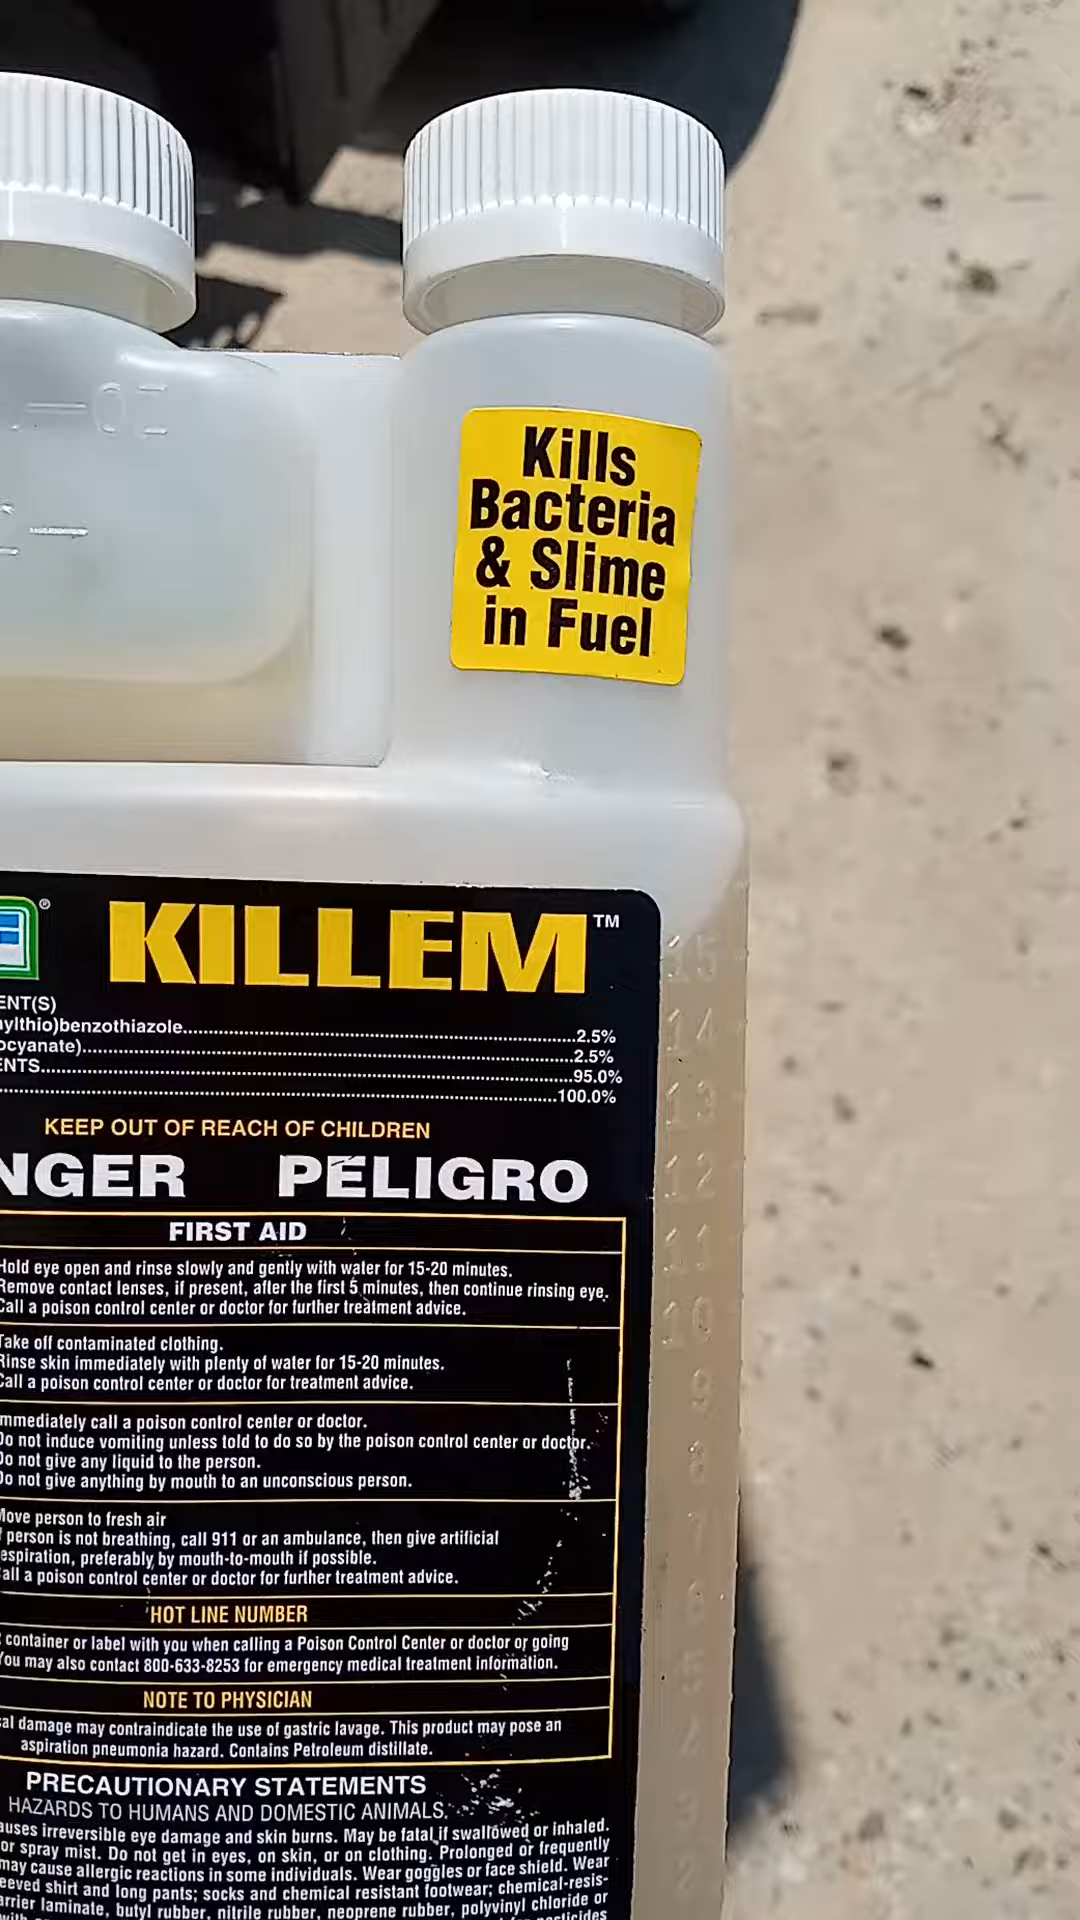 Kills
Bacteria
& Slime
in Fuel
KILLEM™
ENT(S)
ylthio)benzothiazole 2.5%
ocyanate) 2.5%
ENTS 95.0%
100.0%
KEEP OUT OF REACH OF CHILDREN
NGER PELIGRO
FIRST AID
Hold eye open and rinse slowly and gently with water for 15-20 minutes.
Remove contact lenses, if present, after the first 5 minutes, then continue rinsing eye.
Call a poison control center or doctor for further treatment advice.
Take off contaminated clothing.
Rinse skin immediately with plenty of water for 15-20 minutes.
Call a poison control center or doctor for treatment advice.
mmediately call a poison control center or doctor.
Do not induce vomiting unless told to do so by the poison control center or doctor.
Do not give any liquid to the person.
Do not give anything by mouth to an unconscious person.
Move person to fresh air
person is not breathing, call 911 or an ambulance, then give artificial
espiration, preferably by mouth-to-mouth if possible.
all a poison control center or doctor for further treatment advice.
HOT LINE NUMBER
container or label with you when calling a Poison Control Center or doctor or going
You may also contact 800-633-8253 for emergency medical treatment information.
NOTE TO PHYSICIAN
al damage may contraindicate the use of gastric lavage. This product may pose an
aspiration pneumonia hazard. Contains Petroleum distillate.
PRECAUTIONARY STATEMENTS
HAZARDS TO HUMANS AND DOMESTIC ANIMALS.
auses irreversible eye damage and skin burns. May be fatal if swallowed or inhaled.
or spray mist. Do not get in eyes, on skin, or on clothing. Prolonged or frequently
may cause allergic reactions in some individuals. Wear goggles or face shield. Wear
eeved shirt and long pants; socks and chemical resistant footwear; chemical-resis-
arrier laminate, butyl rubber, nitrile rubber, neoprene rubber, polyvinyl chloride or
15
14
13
12
11
10
9
8
7
6
5
4
3
2